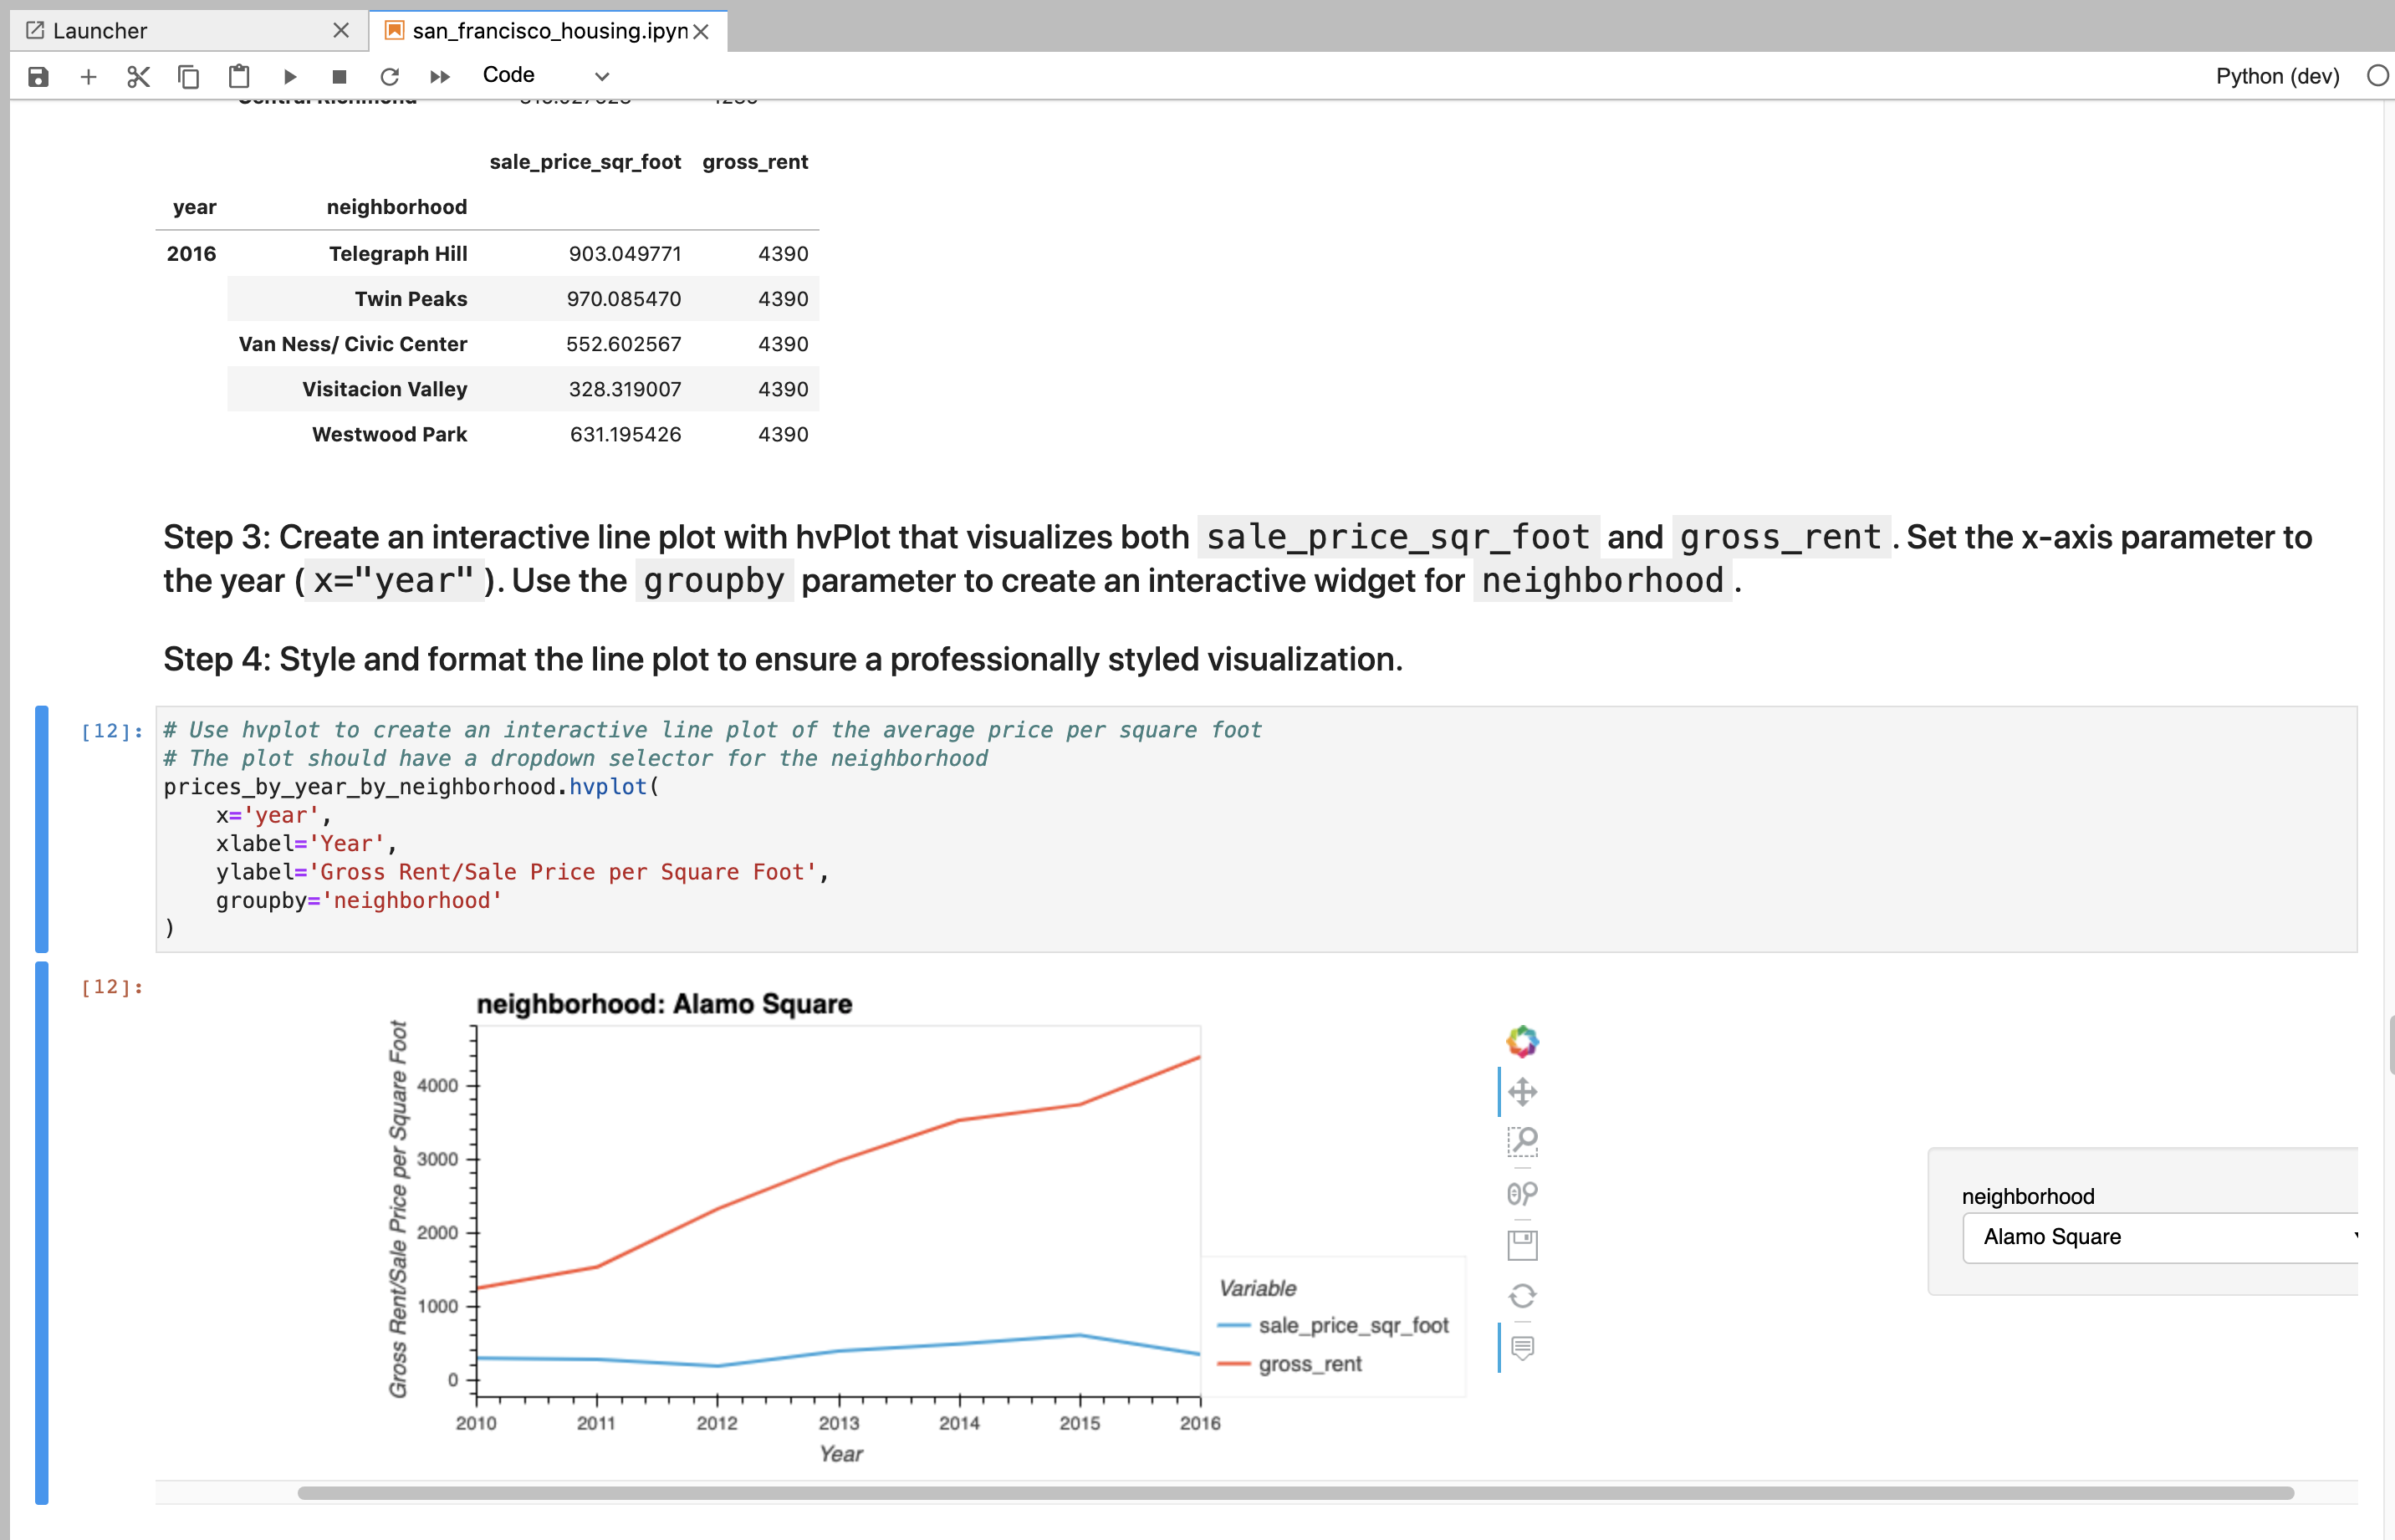 Launcher
san_francisco_housing.ipyn
Code
Python (dev)
sale_price_sqr_foot gross_rent
year neighborhood
2016 Telegraph Hill 903.049771 4390
Twin Peaks 970.085470 4390
Van Ness/ Civic Center 552.602567 4390
Visitacion Valley 328.319007 4390
Westwood Park 631.195426 4390
Step 3: Create an interactive line plot with hvPlot that visualizes both sale_price_sqr_foot and gross_rent. Set the x-axis parameter to
the year (x="year"). Use the groupby parameter to create an interactive widget for neighborhood.
Step 4: Style and format the line plot to ensure a professionally styled visualization.
[12]: # Use hvplot to create an interactive line plot of the average price per square foot
# The plot should have a dropdown selector for the neighborhood
prices_by_year_by_neighborhood.hvplot(
    x='year',
    xlabel='Year',
    ylabel='Gross Rent/Sale Price per Square Foot',
    groupby='neighborhood'
)
[12]:
neighborhood: Alamo Square
Gross Rent/Sale Price per Square Foot
4000
3000
2000
1000
0
2010 2011 2012 2013 2014 2015 2016
Year
Variable
sale_price_sqr_foot
gross_rent
neighborhood
Alamo Square